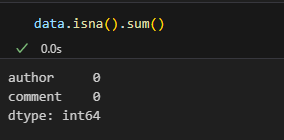 data.isna().sum()
0.0s
author 0
comment 0
dtype: int64